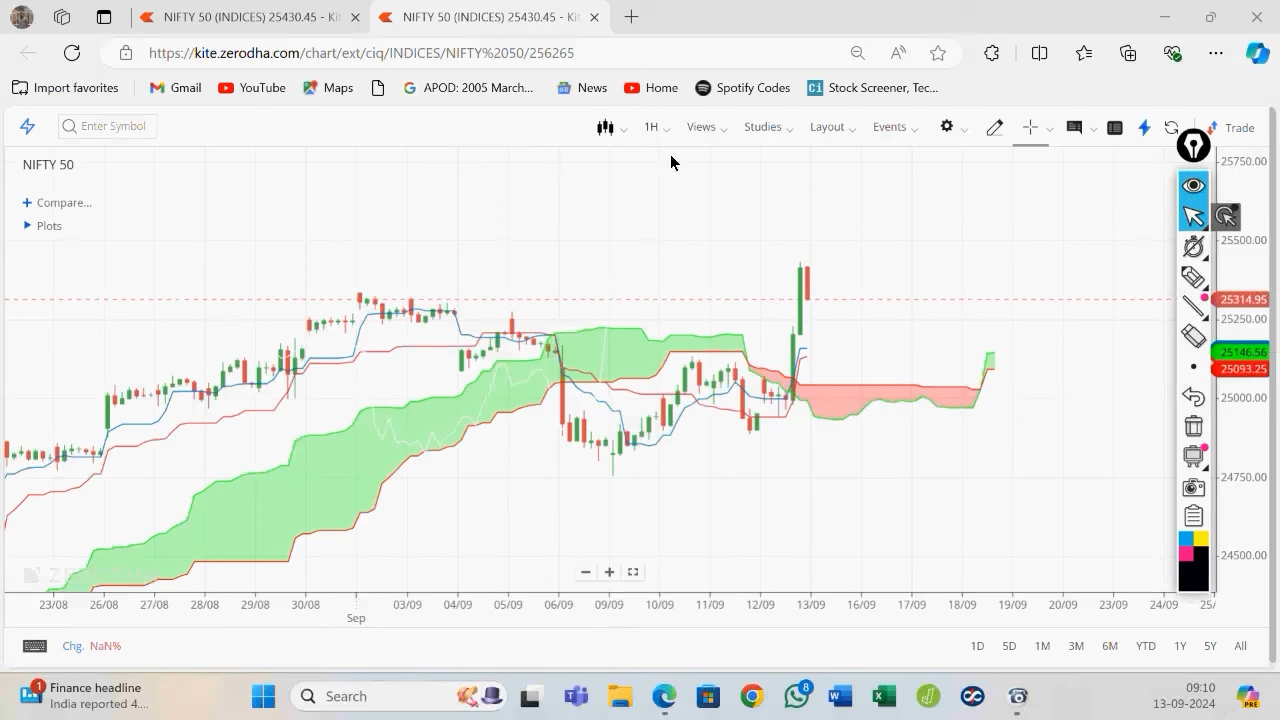 NIFTY 50 (INDICES) 25430.45 - Kit
NIFTY 50 (INDICES) 25430.45 - Kit
https://kite.zerodha.com/chart/ext/ciq/INDICES/NIFTY%2050/256265
Import favorites
Gmail
YouTube
Maps
APOD: 2005 March...
News
Home
Spotify Codes
Stock Screener, Tec...
Enter Symbol
1H
Views
Studies
Layout
Events
Trade
NIFTY 50
Compare...
Plots
25750.00
25500.00
25314.95
25250.00
25146.56
25093.25
25000.00
24750.00
24500.00
23/08 26/08 27/08 28/08 29/08 30/08 03/09 04/09 05/09 06/09 09/09 10/09 11/09 12/09 13/09 16/09 17/09 18/09 19/09 20/09 23/09 24/09 25/
Sep
Chg. NaN%
1D 5D 1M 3M 6M YTD 1Y 5Y All
1
Finance headline
India reported 4....
Search
8
09:10
13-09-2024
PRE